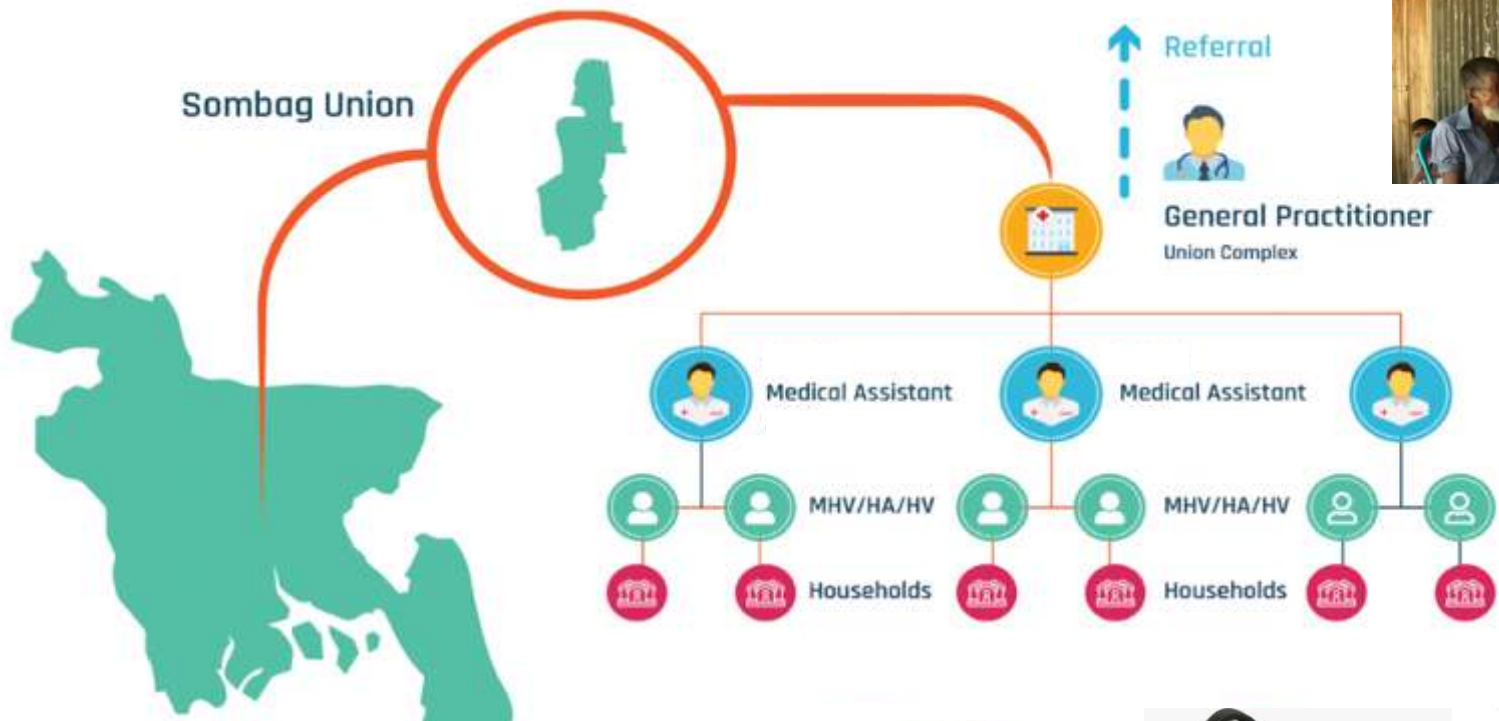 Referral
Sombag Union
General Practitioner
Union Complex
Medical Assistant
Medical Assistant
MHV/HA/HV
MHV/HA/HV
Households
Households